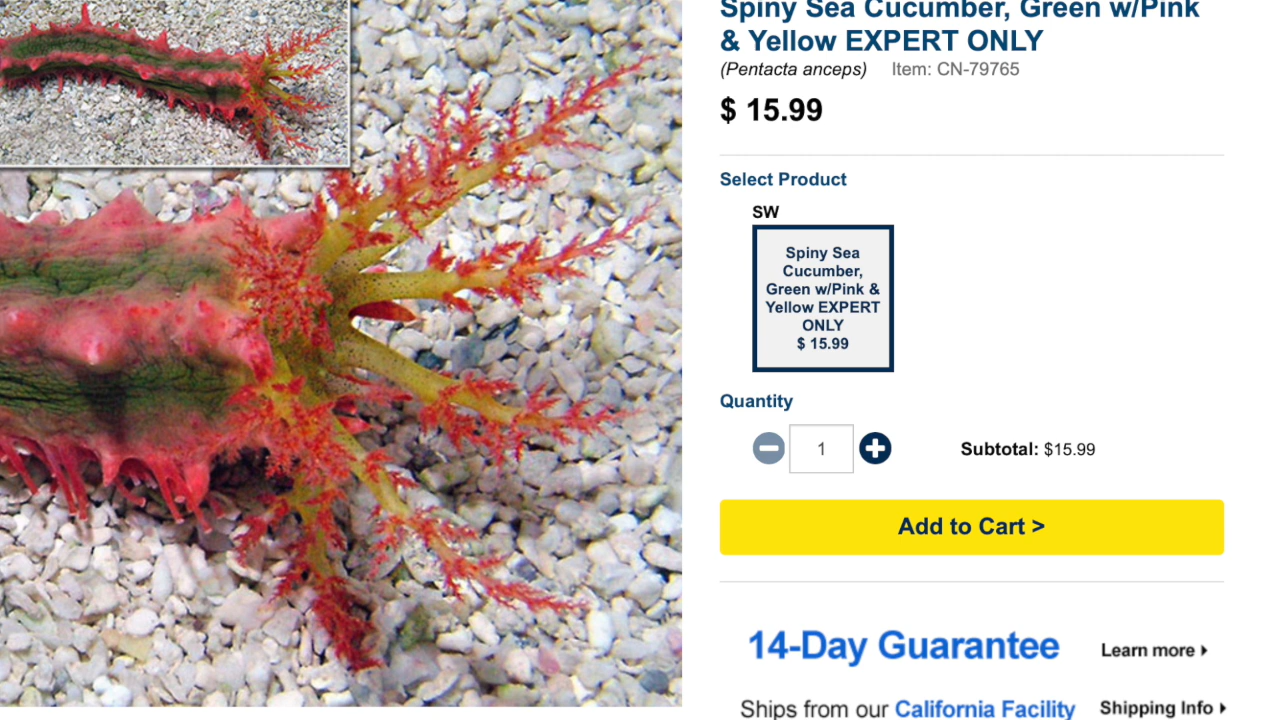 Spiny Sea Cucumber, Green w/Pink
& Yellow EXPERT ONLY
(Pentacta anceps) Item: CN-79765
$ 15.99
Select Product
SW
Spiny Sea
Cucumber,
Green w/Pink &
Yellow EXPERT
ONLY
$ 15.99
Quantity
1
Subtotal: $15.99
Add to Cart >
14-Day Guarantee Learn more
Ships from our California Facility Shipping Info